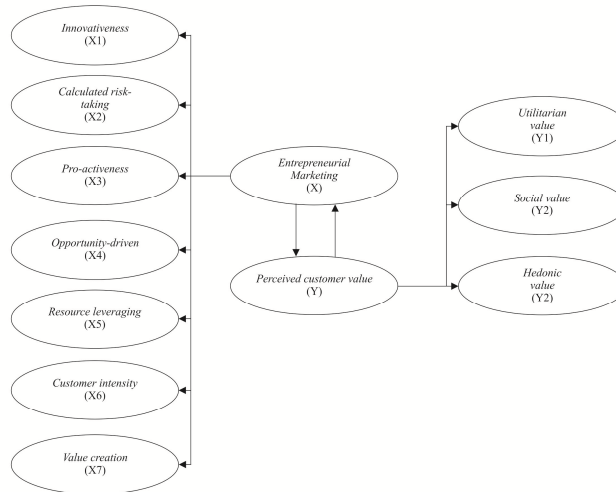 Innovativeness
(X1)
Calculated risk-
taking
(X2)
Pro-activeness
(X3)
Opportunity-driven
(X4)
Resource leveraging
(X5)
Customer intensity
(X6)
Value creation
(X7)
Entrepreneurial
Marketing
(X)
Perceived customer value
(Y)
Utilitarian
value
(Y1)
Social value
(Y2)
Hedonic
value
(Y2)